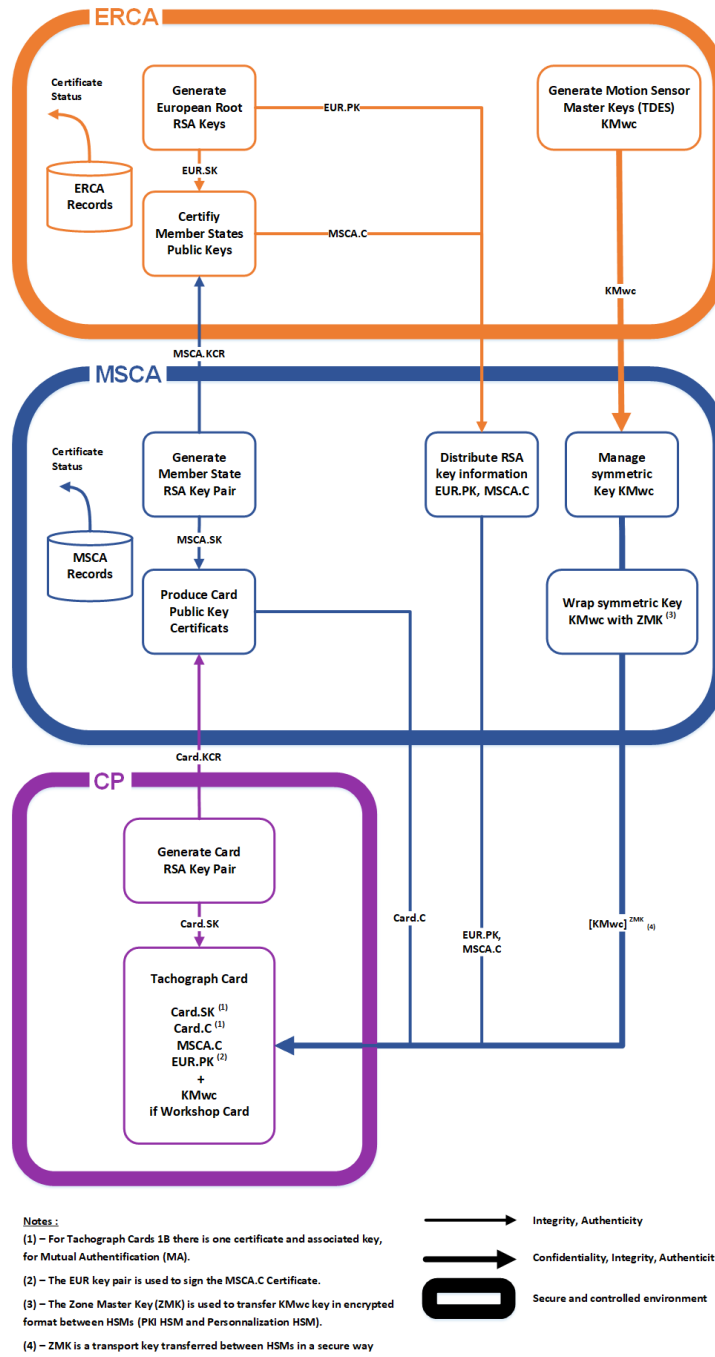 ERCA
Certificate
Status
ERCA
Records
Generate
European Root
RSA Keys
EUR.PK
Generate Motion Sensor
Master Keys (TDES)
KMwc
EUR.SK
Certifiy
Member States
Public Keys
MSCA.C
KMwc
MSCA.KCR
MSCA
Certificate
Status
MSCA
Records
Generate
Member State
RSA Key Pair
Distribute RSA
key information
EUR.PK, MSCA.C
Manage
symmetric
Key KMwc
MSCA.SK
Produce Card
Public Key
Certificats
Wrap symmetric Key
KMwc with ZMK (3)
Card.KCR
CP
Generate Card
RSA Key Pair
Card.SK
Card.C
EUR.PK,
MSCA.C
[KMwc] ZMK (4)
Tachograph Card
Card.SK (1)
Card.C (1)
MSCA.C
EUR.PK (2)
+
KMwc
if Workshop Card
Notes :
(1) – For Tachograph Cards 1B there is one certificate and associated key,
for Mutual Authentification (MA).
(2) – The EUR key pair is used to sign the MSCA.C Certificate.
(3) – The Zone Master Key (ZMK) is used to transfer KMwc key in encrypted
format between HSMs (PKI HSM and Personnalization HSM).
(4) – ZMK is a transport key transferred between HSMs in a secure way
Integrity, Authenticity
Confidentiality, Integrity, Authenticit
Secure and controlled environment